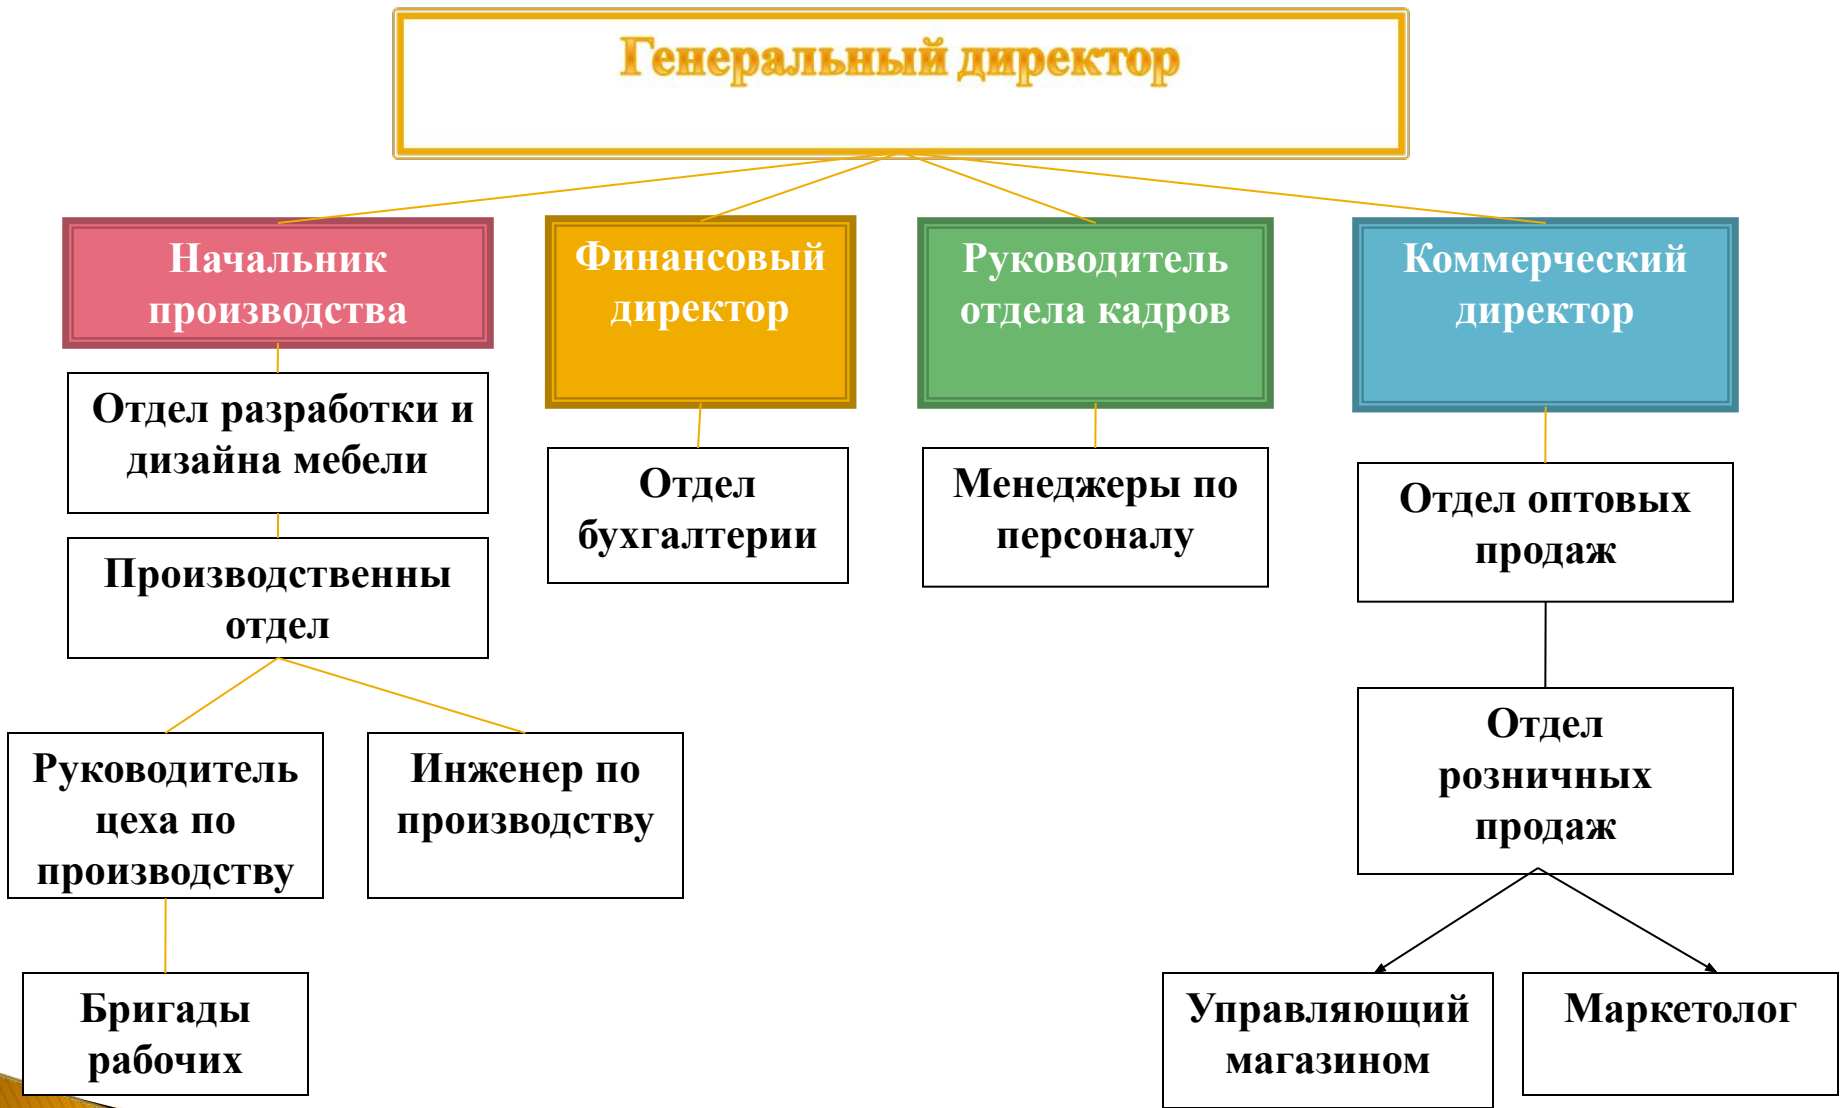 Генеральный директор
Начальник
производства
Финансовый
директор
Руководитель
отдела кадров
Коммерческий
директор
Отдел разработки и
дизайна мебели
Отдел
бухгалтерии
Менеджеры по
персоналу
Отдел оптовых
продаж
Производственны
отдел
Руководитель
цеха по
производству
Инженер по
производству
Отдел
розничных
продаж
Бригады
рабочих
Управляющий
магазином
Маркетолог